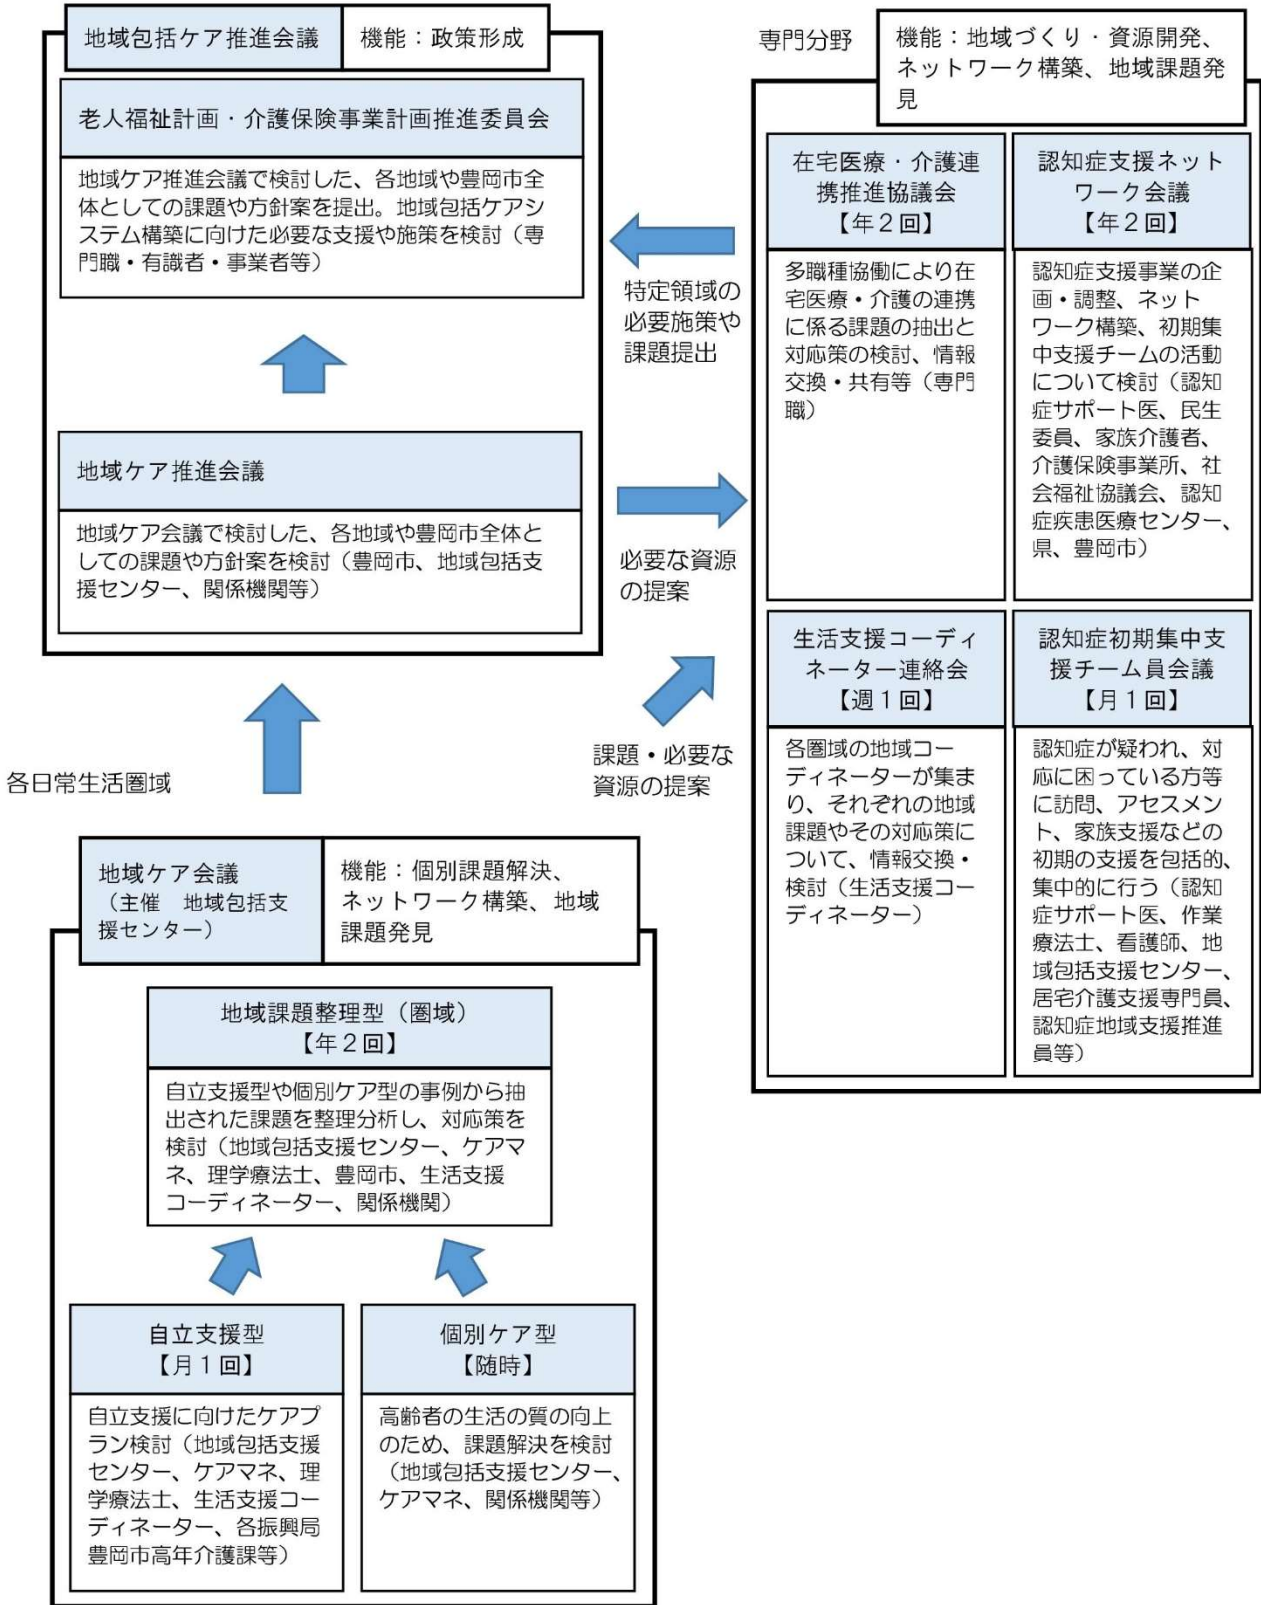 地域包括ケア推進会議
機能：政策形成
老人福祉計画・介護保険事業計画推進委員会
地域ケア推進会議で検討した、各地域や豊岡市全
体としての課題や方針案を提出。地域包括ケアシ
ステム構築に向けた必要な支援や施策を検討（専
門職・有識者・事業者等）
地域ケア推進会議
地域ケア会議で検討した、各地域や豊岡市全体と
しての課題や方針案を検討（豊岡市、地域包括支
援センター、関係機関等）
特定領域の
必要施策や
課題提出
必要な資源
の提案
課題・必要な
資源の提案
専門分野
機能：地域づくり・資源開発、
ネットワーク構築、地域課題発
見
在宅医療・介護連
携推進協議会
【年２回】
多職種協働により在
宅医療・介護の連携
に係る課題の抽出と
対応策の検討、情報
交換・共有等（専門
職）
認知症支援ネット
ワーク会議
【年２回】
認知症支援事業の企
画・調整、ネット
ワーク構築、初期集
中支援チームの活動
について検討（認知
症サポート医、民生
委員、家族介護者、
介護保険事業所、社
会福祉協議会、認知
症疾患医療センター、
県、豊岡市）
生活支援コーディ
ネーター連絡会
【週１回】
各圏域の地域コー
ディネーターが集ま
り、それぞれの地域
課題やその対応策に
ついて、情報交換・
検討（生活支援コー
ディネーター）
認知症初期集中支
援チーム員会議
【月１回】
認知症が疑われ、対
応に困っている方等
に訪問、アセスメン
ト、家族支援などの
初期の支援を包括的、
集中的に行う（認知
症サポート医、作業
療法士、看護師、地
域包括支援センター、
居宅介護支援専門員、
認知症地域支援推進
員等）
各日常生活圏域
地域ケア会議
（主催　地域包括支
援センター）
機能：個別課題解決、
ネットワーク構築、地域
課題発見
地域課題整理型（圏域）
【年２回】
自立支援型や個別ケア型の事例から抽
出された課題を整理分析し、対応策を
検討（地域包括支援センター、ケアマ
ネ、理学療法士、豊岡市、生活支援
コーディネーター、関係機関）
自立支援型
【月１回】
自立支援に向けたケアプ
ラン検討（地域包括支援
センター、ケアマネ、理
学療法士、生活支援コー
ディネーター、各振興局
豊岡市高年介護課等）
個別ケア型
【随時】
高齢者の生活の質の向上
のため、課題解決を検討
（地域包括支援センター、
ケアマネ、関係機関等）